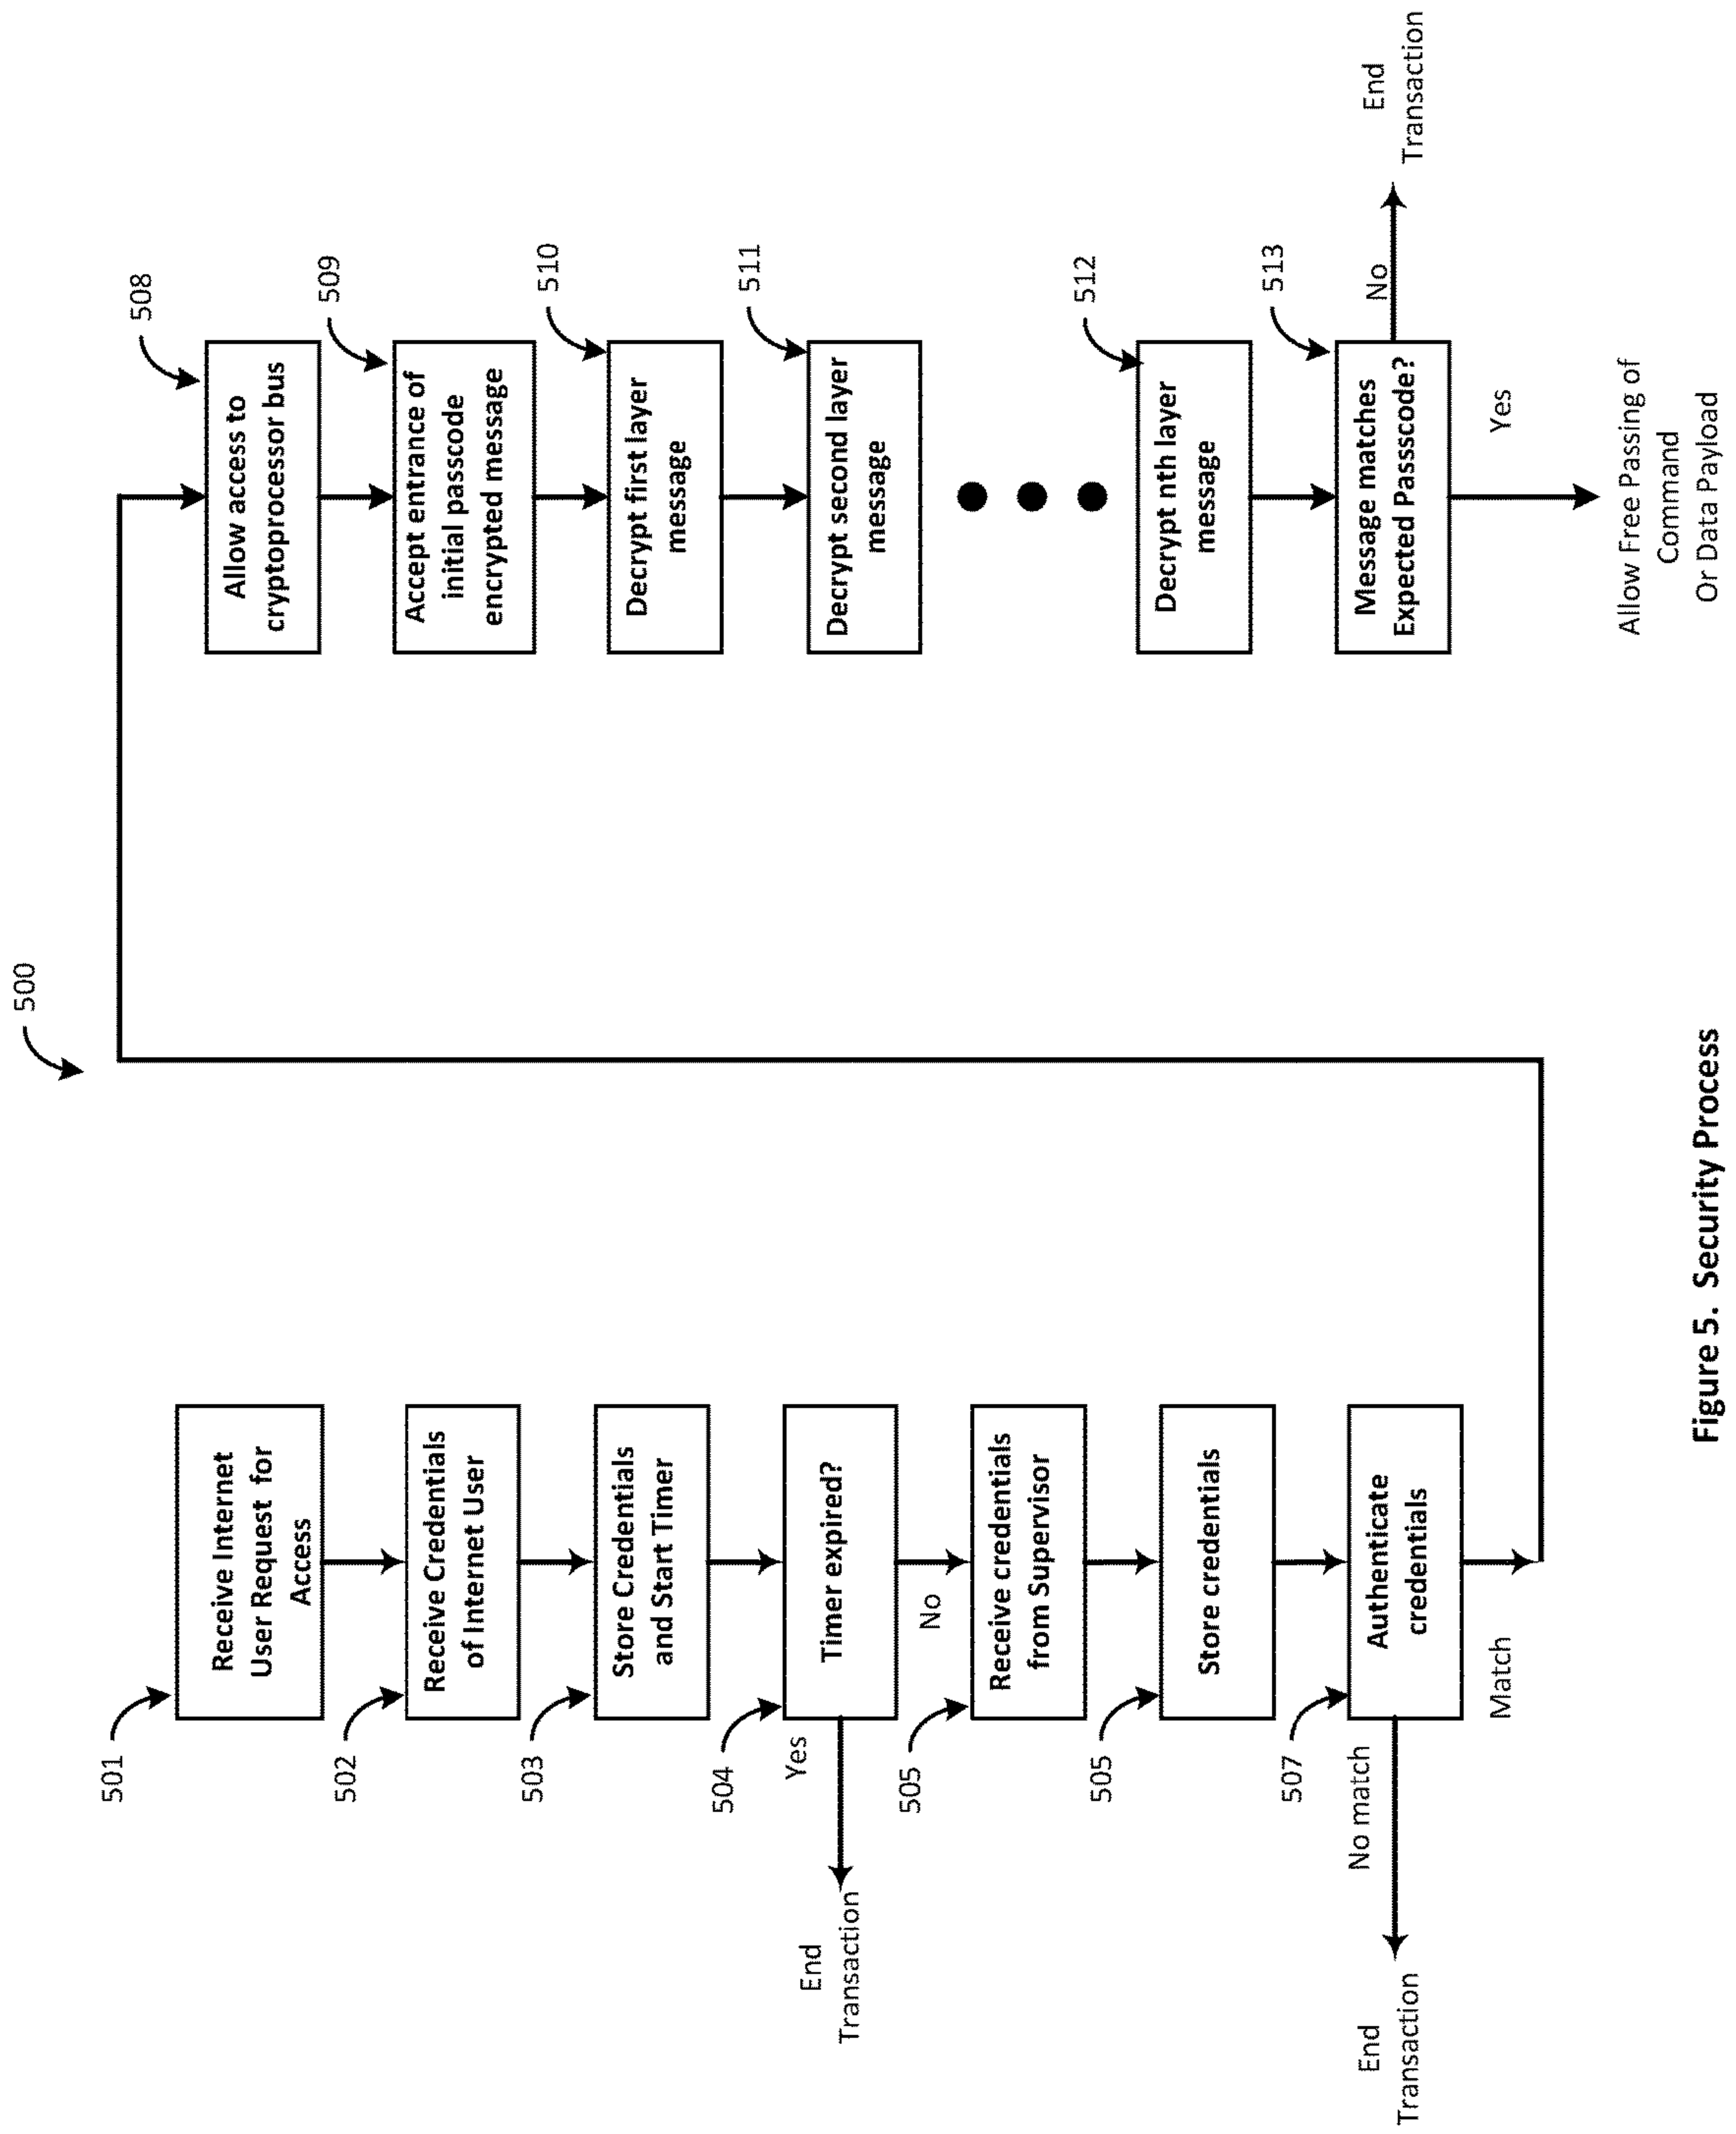 500
501
Receive Internet
User Request for
Access
502
Receive Credentials
of Internet User
503
Store Credentials
and Start Timer
504
Timer expired?
Yes
End
Transaction
No
505
Receive credentials
from Supervisor
505
Store credentials
507
Authenticate
credentials
No match
End
Transaction
Match
508
Allow access to
cryptoprocessor bus
509
Accept entrance of
initial passcode
encrypted message
510
Decrypt first layer
message
511
Decrypt second layer
message
512
Decrypt nth layer
message
513
Message matches
Expected Passscode?
No
End
Transaction
Yes
Allow Free Passing of
Command
Or Data Payload
Figure 5. Security Process